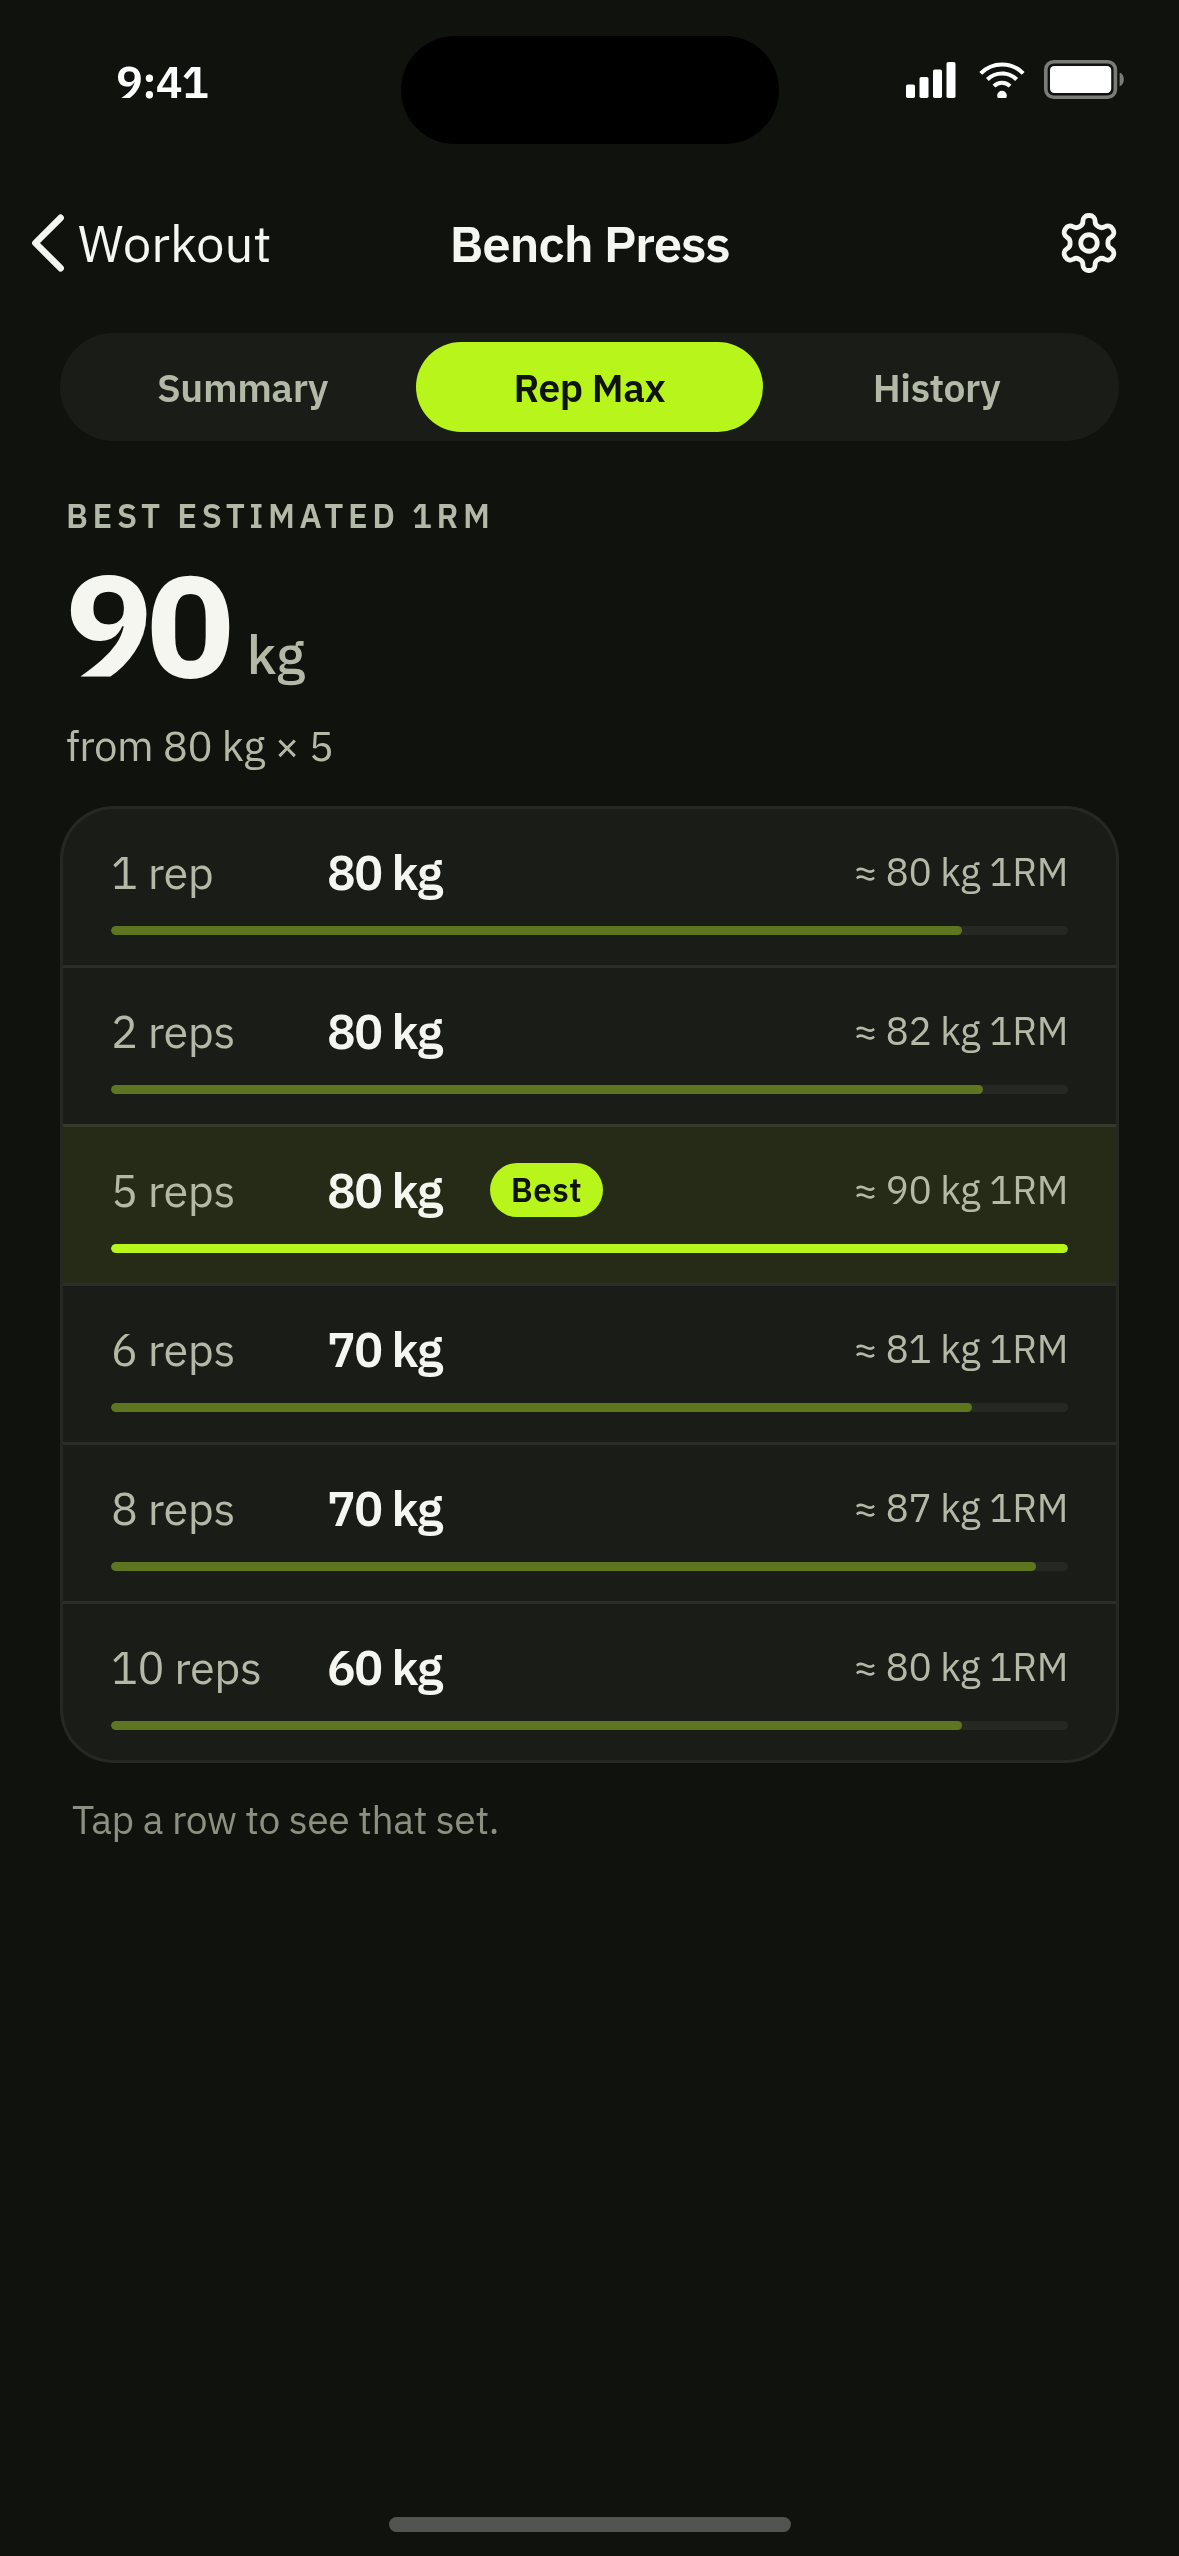 9:41
Workout
Bench Press
Summary
Rep Max
History
BEST ESTIMATED 1RM
90 kg
from 80 kg × 5
1 rep 80 kg ≈ 80 kg 1RM
2 reps 80 kg ≈ 82 kg 1RM
5 reps 80 kg Best ≈ 90 kg 1RM
6 reps 70 kg ≈ 81 kg 1RM
8 reps 70 kg ≈ 87 kg 1RM
10 reps 60 kg ≈ 80 kg 1RM
Tap a row to see that set.